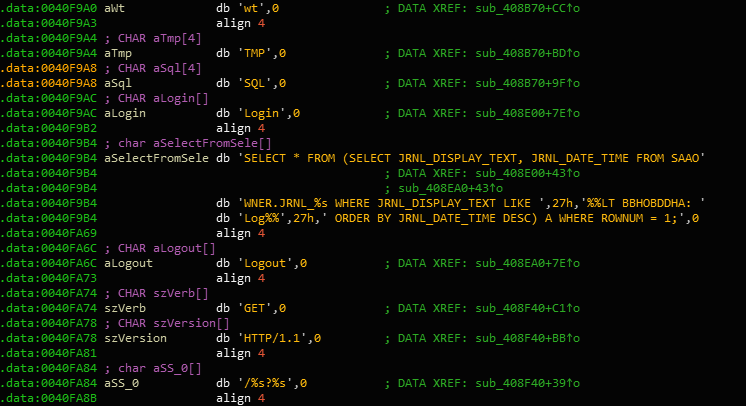 .data:0040F9A0 aWt db 'wt',0 ; DATA XREF: sub_408B70+CC↑o
.data:0040F9A3 align 4
.data:0040F9A4 ; CHAR aTmp[4]
.data:0040F9A4 aTmp db 'TMP',0 ; DATA XREF: sub_408B70+BD↑o
.data:0040F9A8 ; CHAR aSql[4]
.data:0040F9A8 aSql db 'SQL',0 ; DATA XREF: sub_408B70+9F↑o
.data:0040F9AC ; CHAR aLogin[]
.data:0040F9AC aLogin db 'Login',0 ; DATA XREF: sub_408E00+7E↑o
.data:0040F9B2 align 4
.data:0040F9B4 ; char aSelectFromSele[]
.data:0040F9B4 aSelectFromSele db 'SELECT * FROM (SELECT JRNL_DISPLAY_TEXT, JRNL_DATE_TIME FROM SAAO'
.data:0040F9B4 ; DATA XREF: sub_408E00+43↑o
.data:0040F9B4 ; sub_408EA0+43↑o
.data:0040F9B4 db 'WNER.JRNL_%s WHERE JRNL_DISPLAY_TEXT LIKE ',27h,'%%LT BBHOBDDHA: '
.data:0040F9B4 db 'Log%%',27h,' ORDER BY JRNL_DATE_TIME DESC) A WHERE ROWNUM = 1;',0
.data:0040FA69 align 4
.data:0040FA6C ; CHAR aLogout[]
.data:0040FA6C aLogout db 'Logout',0 ; DATA XREF: sub_408EA0+7E↑o
.data:0040FA73 align 4
.data:0040FA74 ; CHAR szVerb[]
.data:0040FA74 szVerb db 'GET',0 ; DATA XREF: sub_408F40+C1↑o
.data:0040FA78 ; CHAR szVersion[]
.data:0040FA78 szVersion db 'HTTP/1.1',0 ; DATA XREF: sub_408F40+BB↑o
.data:0040FA81 align 4
.data:0040FA84 ; char aSS_0[]
.data:0040FA84 aSS_0 db '/%s?%s',0 ; DATA XREF: sub_408F40+39↑o
.data:0040FA8B align 4